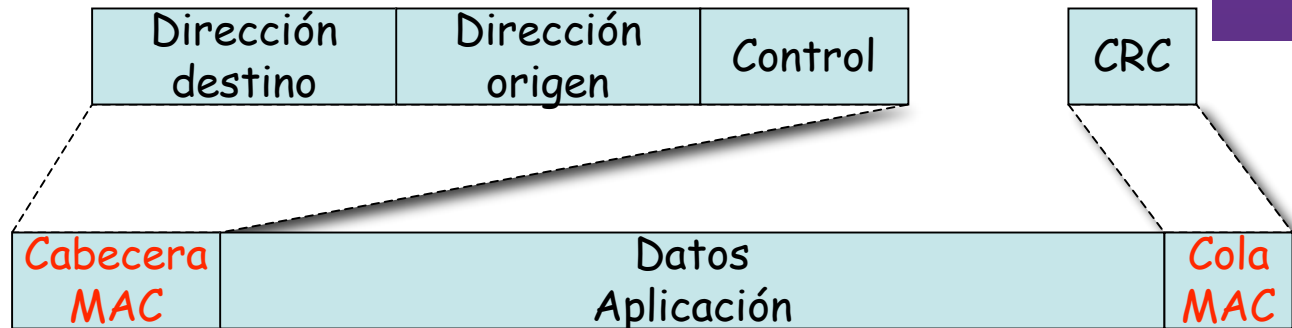 Dirección
destino
Dirección
origen
Control
CRC
Cabecera
MAC
Datos
Aplicación
Cola
MAC